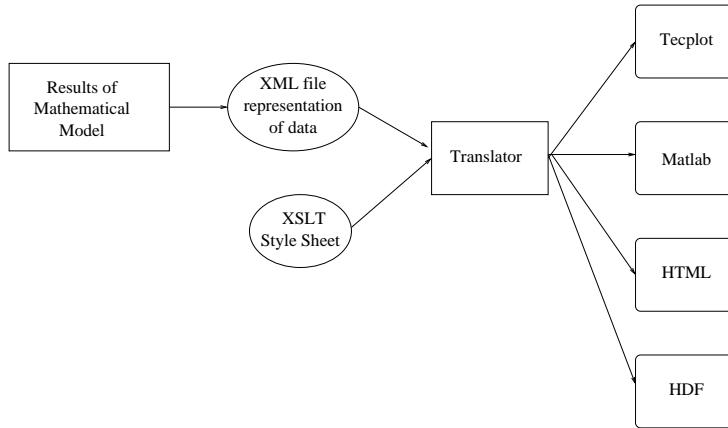 Results of
Mathematical
Model
XML file
representation
of data
XSLT
Style Sheet
Translator
Tecplot
Matlab
HTML
HDF